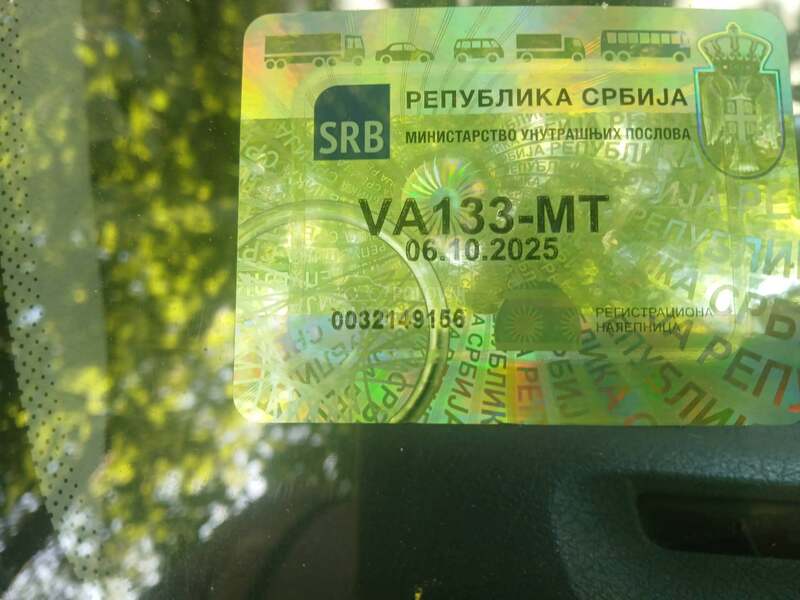 SRB
РЕПУБЛИКА СРБИЈА
МИНИСТАРСТВО УНУТРАШЊИХ ПОСЛОВА
VA133-MT
06.10.2025
0032149156
РЕГИСТРАЦИОНА
НАЛЕПНИЦА